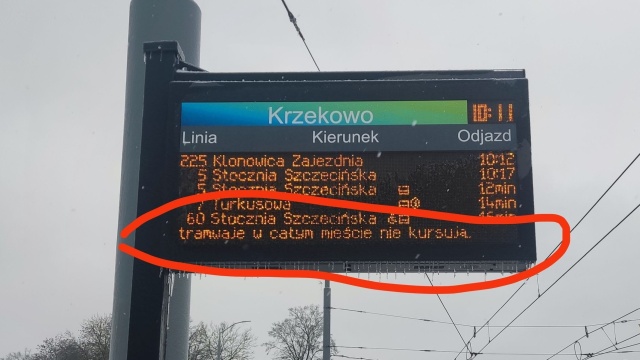 Krzekowo 10:11
Linia Kierunek Odjazd
225 Klonowica Zajezdnia 10:12
5 Stocznia Szczecińska 10:17
5 Stocznia Szczecińska 12min
7 Turkusowa 14min
60 Stocznia Szczecińska 16min
tramwaje w całym mieście nie kursują.